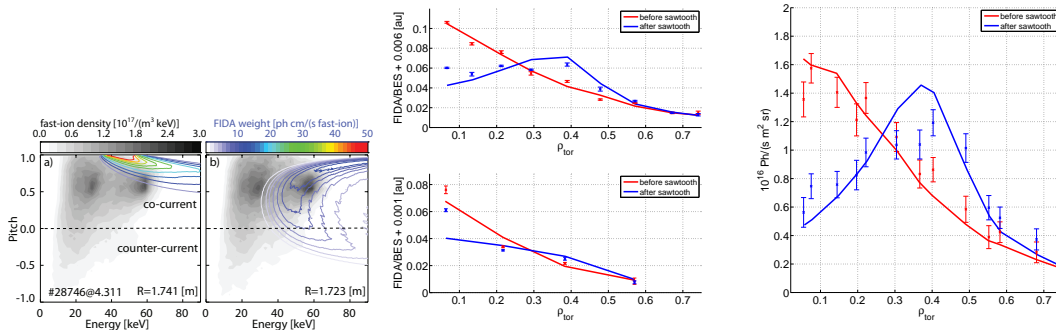 fast-ion density [10^17/(m^3 keV)]
0.0 0.6 1.2 1.8 2.4 3.0
FIDA weight [ph cm/(s fast-ion)]
10 20 30 40 50
a)
b)
Pitch
1.0
0.5
0.0
-0.5
-1.0
co-current
counter-current
#28746@4.311
R=1.741 [m]
R=1.723 [m]
0 20 40 60 80
0 20 40 60 80
Energy [keV]
Energy [keV]
before sawtooth
after sawtooth
FIDA/BES + 0.006 [au]
0.1
0.08
0.06
0.04
0.02
0
0.1 0.2 0.3 0.4 0.5 0.6 0.7
ρtor
before sawtooth
after sawtooth
FIDA/BES + 0.001 [au]
0.08
0.06
0.04
0.02
0
0.1 0.2 0.3 0.4 0.5 0.6 0.7
ρtor
before sawtooth
after sawtooth
10^16 Ph/(s m^2 sr)
2
1.8
1.6
1.4
1.2
1
0.8
0.6
0.4
0.2
0
0 0.1 0.2 0.3 0.4 0.5 0.6 0.7
ρtor